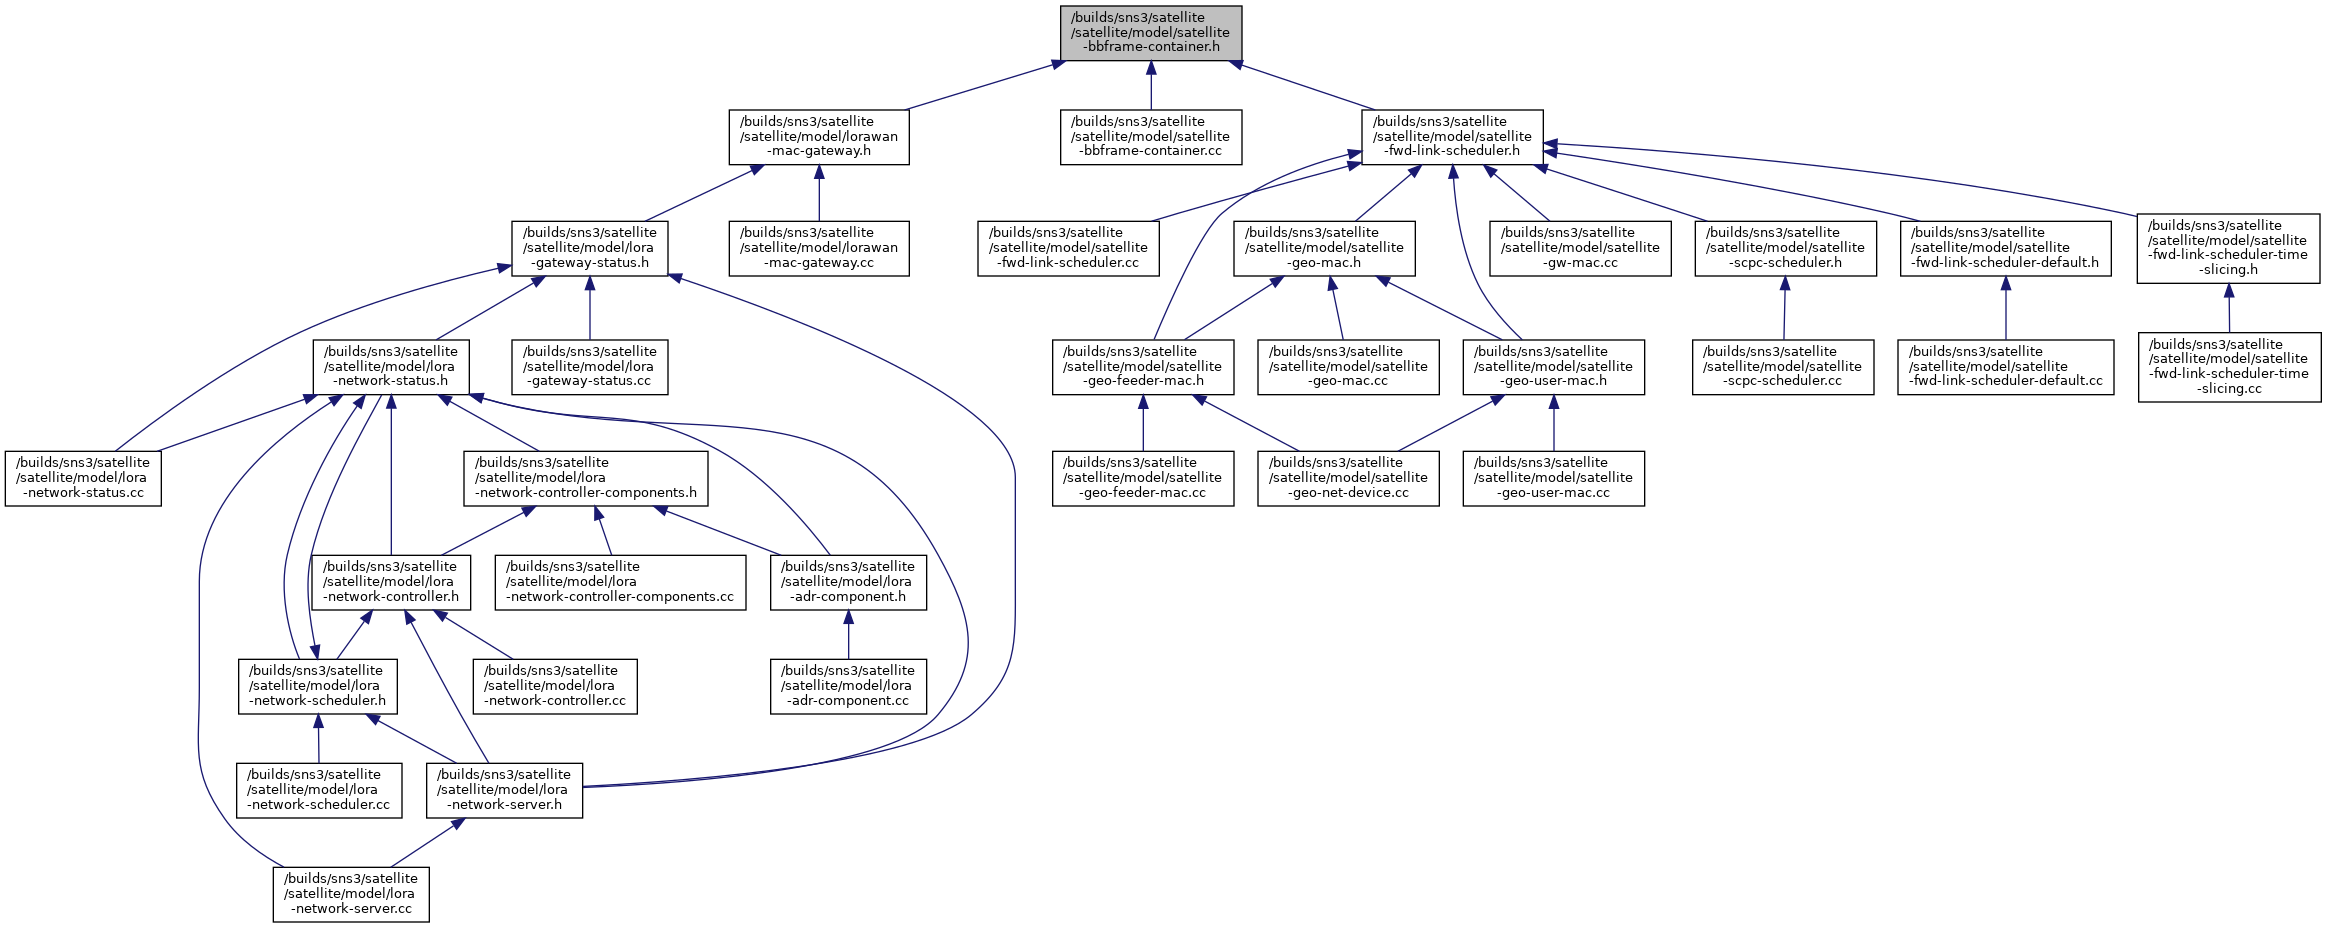 /builds/sns3/satellite
/satellite/model/satellite
-bbframe-container.h
/builds/sns3/satellite
/satellite/model/lorawan
-mac-gateway.h
/builds/sns3/satellite
/satellite/model/satellite
-bbframe-container.cc
/builds/sns3/satellite
/satellite/model/satellite
-fwd-link-scheduler.h
/builds/sns3/satellite
/satellite/model/lora
-gateway-status.h
/builds/sns3/satellite
/satellite/model/lorawan
-mac-gateway.cc
/builds/sns3/satellite
/satellite/model/satellite
-fwd-link-scheduler.cc
/builds/sns3/satellite
/satellite/model/satellite
-geo-mac.h
/builds/sns3/satellite
/satellite/model/satellite
-gw-mac.cc
/builds/sns3/satellite
/satellite/model/satellite
-scpc-scheduler.h
/builds/sns3/satellite
/satellite/model/satellite
-fwd-link-scheduler-default.h
/builds/sns3/satellite
/satellite/model/satellite
-fwd-link-scheduler-time
-slicing.h
/builds/sns3/satellite
/satellite/model/lora
-network-status.h
/builds/sns3/satellite
/satellite/model/lora
-gateway-status.cc
/builds/sns3/satellite
/satellite/model/satellite
-geo-feeder-mac.h
/builds/sns3/satellite
/satellite/model/satellite
-geo-mac.cc
/builds/sns3/satellite
/satellite/model/satellite
-geo-user-mac.h
/builds/sns3/satellite
/satellite/model/satellite
-scpc-scheduler.cc
/builds/sns3/satellite
/satellite/model/satellite
-fwd-link-scheduler-default.cc
/builds/sns3/satellite
/satellite/model/satellite
-fwd-link-scheduler-time
-slicing.cc
/builds/sns3/satellite
/satellite/model/lora
-network-status.cc
/builds/sns3/satellite
/satellite/model/lora
-network-controller-components.h
/builds/sns3/satellite
/satellite/model/satellite
-geo-feeder-mac.cc
/builds/sns3/satellite
/satellite/model/satellite
-geo-net-device.cc
/builds/sns3/satellite
/satellite/model/satellite
-geo-user-mac.cc
/builds/sns3/satellite
/satellite/model/lora
-network-controller.h
/builds/sns3/satellite
/satellite/model/lora
-network-controller-components.cc
/builds/sns3/satellite
/satellite/model/lora
-adr-component.h
/builds/sns3/satellite
/satellite/model/lora
-network-scheduler.h
/builds/sns3/satellite
/satellite/model/lora
-network-controller.cc
/builds/sns3/satellite
/satellite/model/lora
-adr-component.cc
/builds/sns3/satellite
/satellite/model/lora
-network-scheduler.cc
/builds/sns3/satellite
/satellite/model/lora
-network-server.h
/builds/sns3/satellite
/satellite/model/lora
-network-server.cc